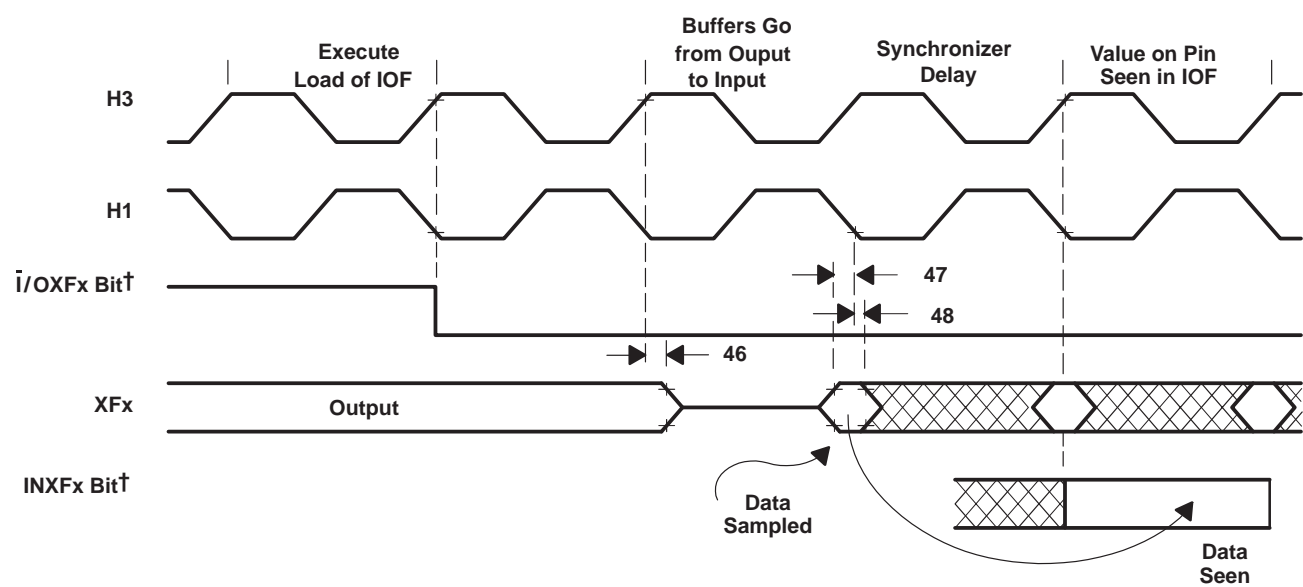 Execute
Load of IOF
Buffers Go
from Ouput
to Input
Synchronizer
Delay
Value on Pin
Seen in IOF
H3
H1
Ī/OXFx Bit†
47
48
46
XFx
Output
INXFx Bit†
Data
Sampled
Data
Seen